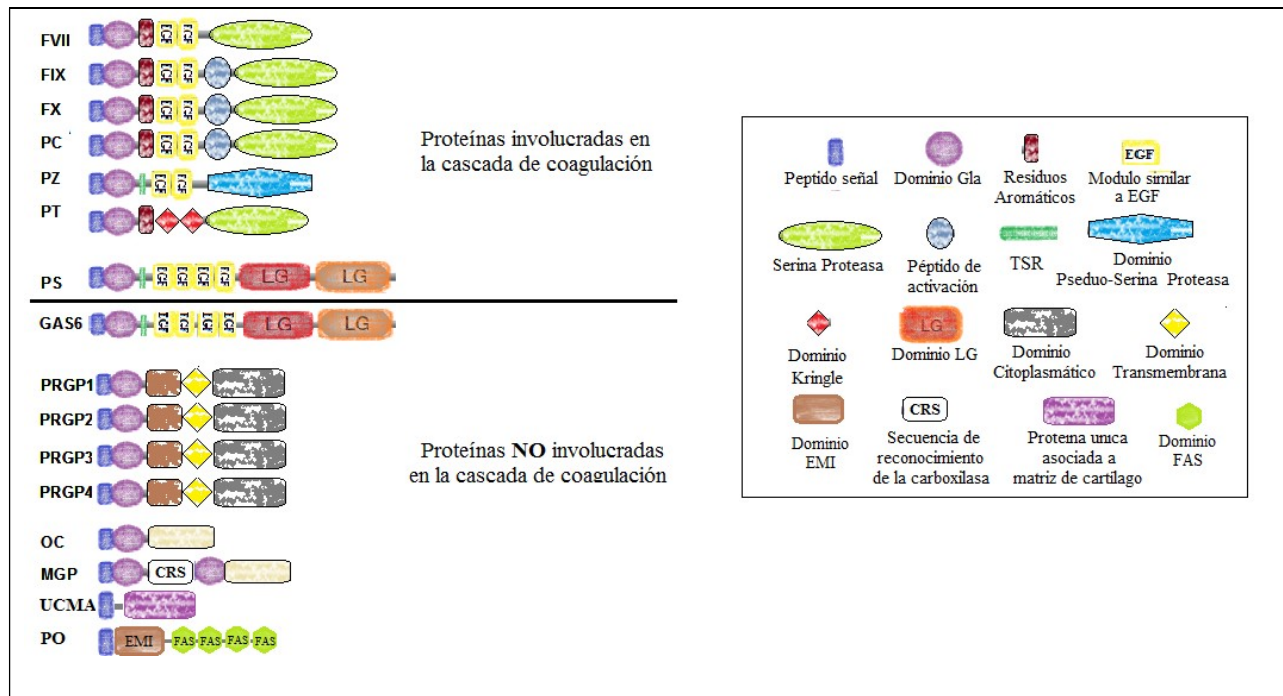 FVII
EGF EGF
FIX
EGF EGF
FX
EGF EGF
PC
EGF EGF
PZ
EGF EGF
PT
PS
EGF EGF EGF EGF LG LG
GAS6
EGF EGF EGF EGF LG LG
PRGP1
PRGP2
PRGP3
PRGP4
OC
MGP
CRS
UCMA
PO
EMI FAS FAS FAS FAS
Proteínas involucradas en
la cascada de coagulación
Proteínas NO involucradas
en la cascada de coagulación
EGF
Peptido señal
Dominio Gla
Residuos
Aromáticos
Modulo similar
a EGF
Serina Proteasa
Péptido de
activación
TSR
Dominio
Pseduo-Serina Proteasa
LG
Dominio
Kringle
Dominio LG
Dominio
Citoplasmático
Dominio
Transmembrana
CRS
Dominio
EMI
Secuencia de
reconocimiento
de la carboxilasa
Proteina unica
asociada a
matriz de cartílago
Dominio
FAS